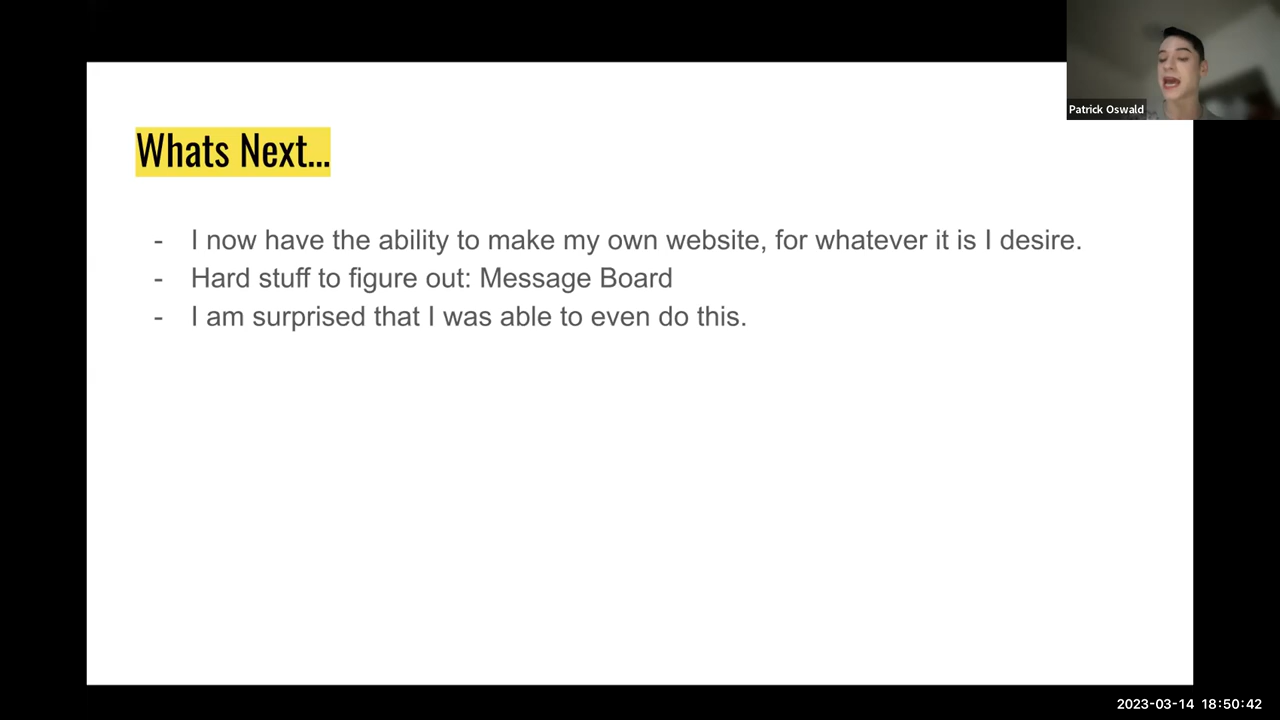 Patrick Oswald
Whats Next...
- I now have the ability to make my own website, for whatever it is I desire.
- Hard stuff to figure out: Message Board
- I am surprised that I was able to even do this.
2023-03-14 18:50:42